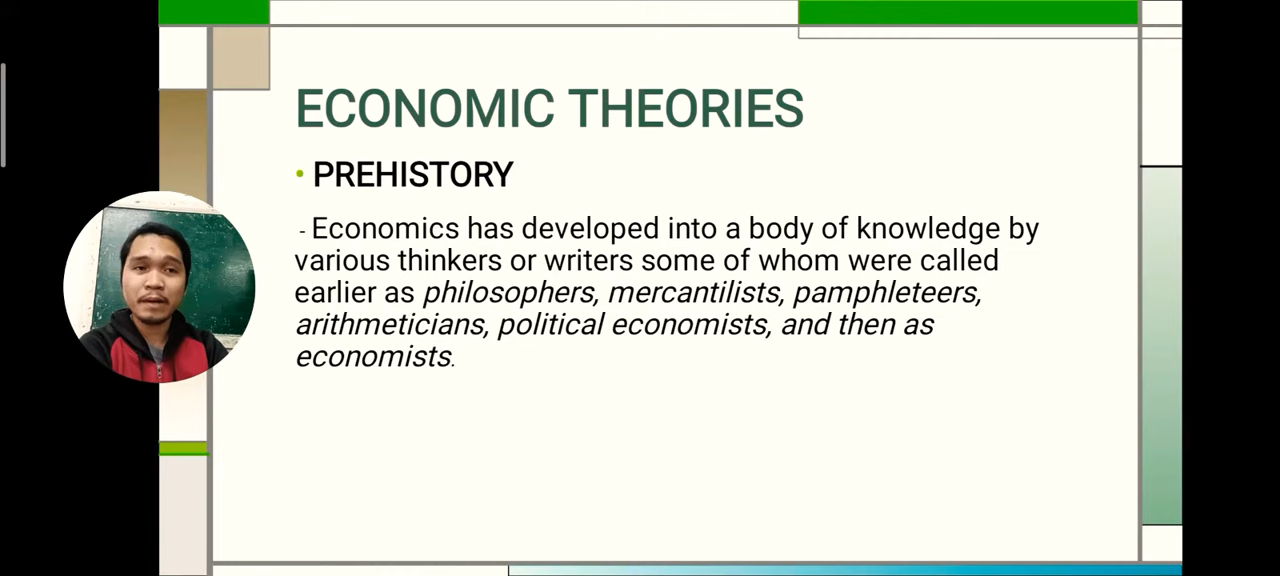 ECONOMIC THEORIES
• PREHISTORY
- Economics has developed into a body of knowledge by
various thinkers or writers some of whom were called
earlier as philosophers, mercantilists, pamphleteers,
arithmeticians, political economists, and then as
economists.